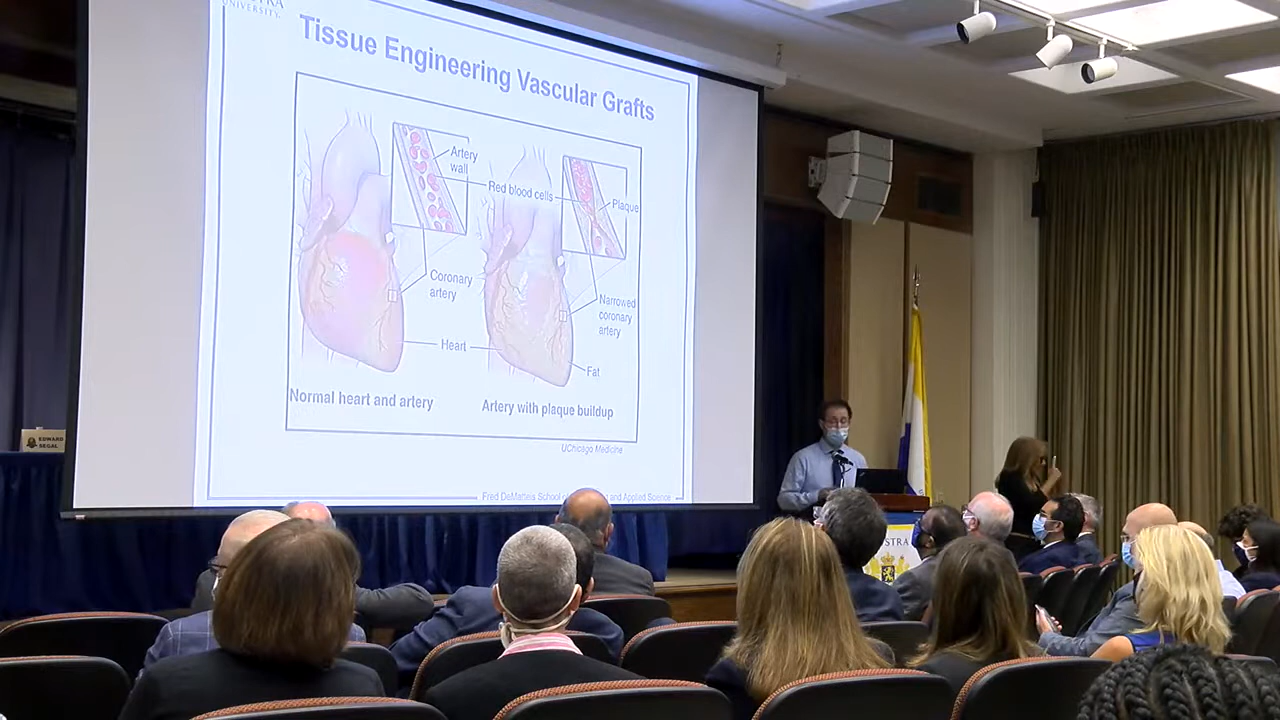 UNIVERSITY.
Tissue Engineering Vascular Grafts
Artery
wall
Red blood cells
Plaque
Coronary
artery
Narrowed
coronary
artery
Heart
Fat
Normal heart and artery
Artery with plaque buildup
UChicago Medicine
Fred DeMatteis School of and Applied Science
EDWARD
SEGAL